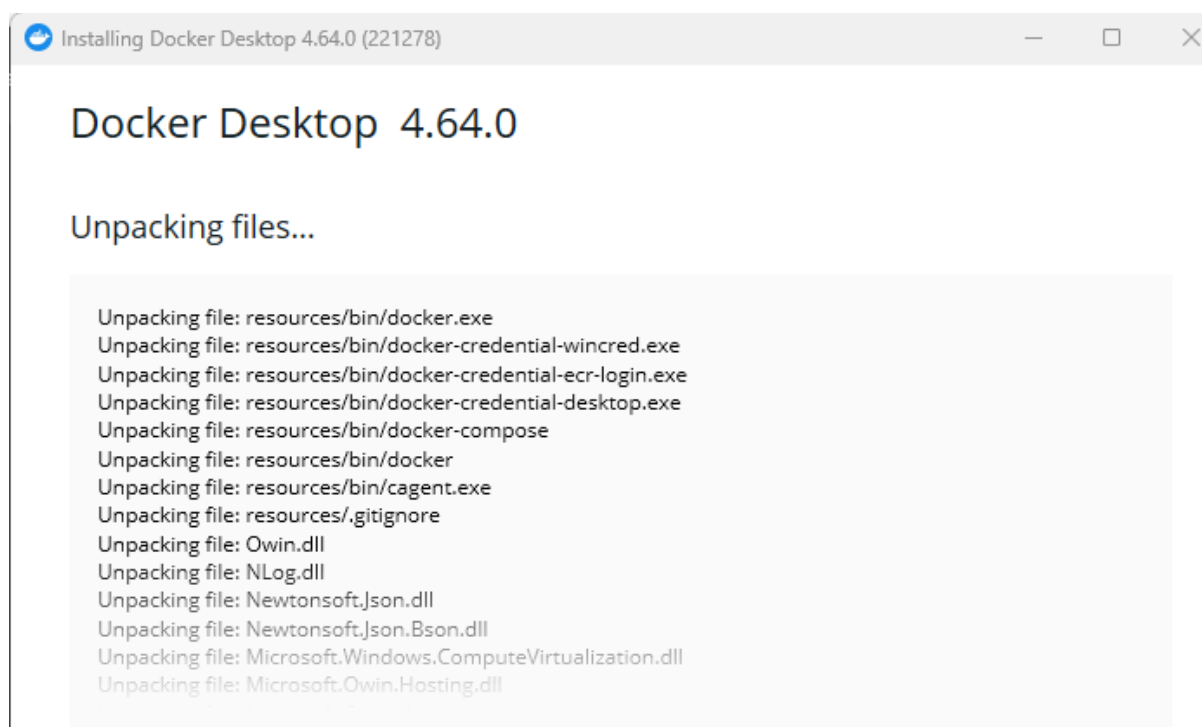 Installing Docker Desktop 4.64.0 (221278)
Docker Desktop 4.64.0
Unpacking files...
Unpacking file: resources/bin/docker.exe
Unpacking file: resources/bin/docker-credential-wincred.exe
Unpacking file: resources/bin/docker-credential-ecr-login.exe
Unpacking file: resources/bin/docker-credential-desktop.exe
Unpacking file: resources/bin/docker-compose
Unpacking file: resources/bin/docker
Unpacking file: resources/bin/cagent.exe
Unpacking file: resources/.gitignore
Unpacking file: Owin.dll
Unpacking file: NLog.dll
Unpacking file: Newtonsoft.Json.dll
Unpacking file: Newtonsoft.Json.Bson.dll
Unpacking file: Microsoft.Windows.ComputeVirtualization.dll
Unpacking file: Microsoft.Owin.Hosting.dll